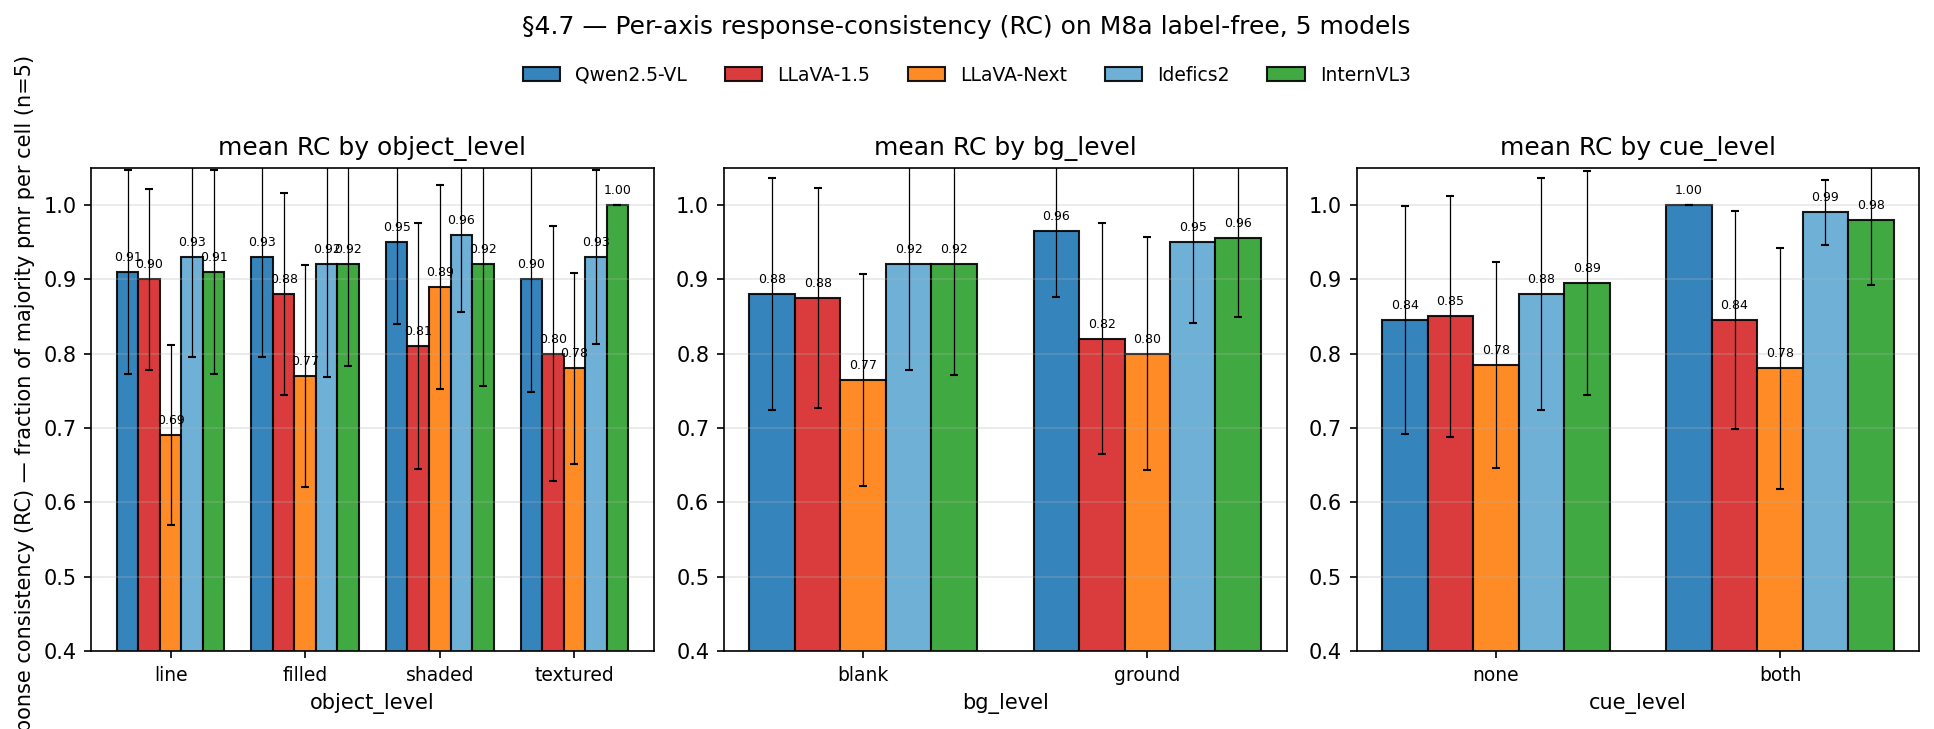 §4.7 — Per-axis response-consistency (RC) on M8a label-free, 5 models
Qwen2.5-VL LLaVA-1.5 LLaVA-Next Idefics2 InternVL3
ponse consistency (RC) — fraction of majority pmr per cell (n=5)
mean RC by object_level
1.0
0.9
0.8
0.7
0.6
0.5
0.4
0.91 0.90 0.69 0.93 0.91
0.93 0.88 0.77 0.92 0.92
0.95 0.81 0.89 0.96 0.92
0.90 0.80 0.78 0.93 1.00
line filled shaded textured
object_level
mean RC by bg_level
1.0
0.9
0.8
0.7
0.6
0.5
0.4
0.88 0.88 0.77 0.92 0.92
0.96 0.82 0.80 0.95 0.96
blank ground
bg_level
mean RC by cue_level
1.0
0.9
0.8
0.7
0.6
0.5
0.4
0.84 0.85 0.78 0.88 0.89
1.00 0.84 0.78 0.99 0.98
none both
cue_level